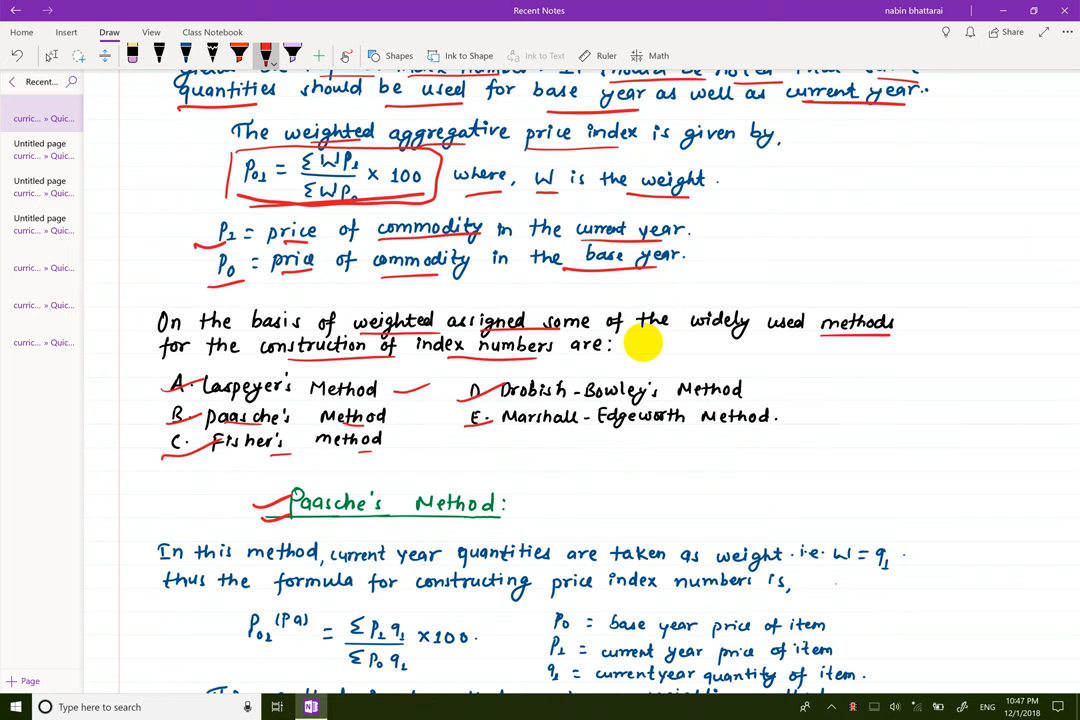 Recent Notes
nabin bhattarai
Home Insert Draw View Class Notebook
Share
Shapes Ink to Shape Ink to Text Ruler Math
Recent...
curric... » Quic...
Untitled page
curric... » Quic...
Untitled page
curric... » Quic...
Untitled page
curric... » Quic...
curric... » Quic...
curric... » Quic...
curric... » Quic...
Page
quantities should be used for base year as well as current year.
The weighted aggregative price index is given by,
P01 = ΣWP1 / ΣWP0 × 100 where, W is the weight.
P1 = price of commodity in the current year.
P0 = price of commodity in the base year.
On the basis of weighted assigned some of the widely used methods
for the construction of index numbers are:
A. Laspeyer's Method D. Drobish-Bowley's Method
B. Paasche's Method E. Marshall-Edgeworth Method.
C. Fisher's method
Paasche's Method:
In this method, current year quantities are taken as weight. i.e. W = q1.
thus the formula for constructing price index numbers is,
P01(Pa) = ΣP1q1 / ΣP0q1 ×100.
P0 = base year price of item
P1 = current year price of item
q1 = current year quantity of item.
Type here to search
ENG
10:47 PM
12/1/2018